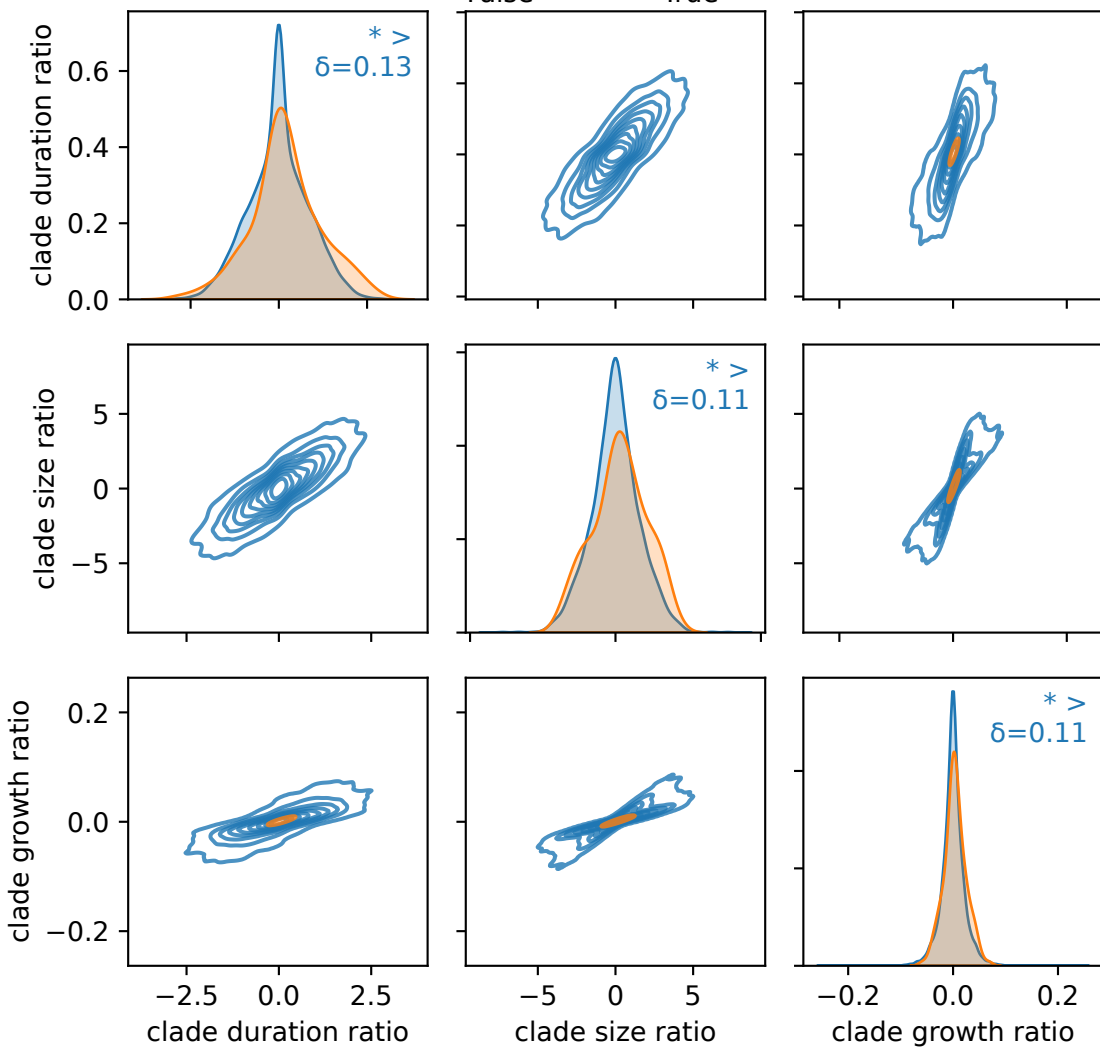 True
* >
δ=0.13
clade duration ratio
0.6
0.4
0.2
0.0
* >
δ=0.11
clade size ratio
5
0
−5
* >
δ=0.11
clade growth ratio
0.2
0.0
−0.2
−2.5 0.0 2.5
−5 0 5
−0.2 0.0 0.2
clade duration ratio
clade size ratio
clade growth ratio